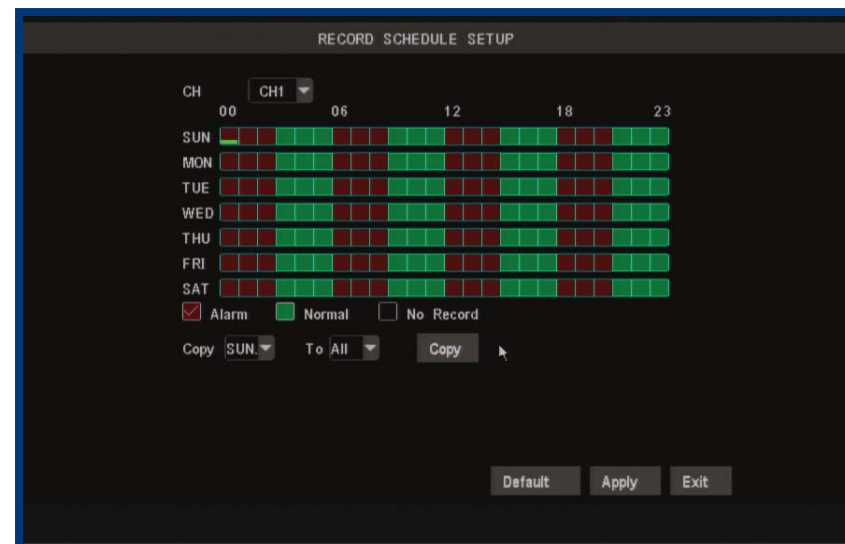 RECORD SCHEDULE SETUP
CH CH1
00 06 12 18 23
SUN
MON
TUE
WED
THU
FRI
SAT
Alarm Normal No Record
Copy SUN. To All Copy
Default Apply Exit